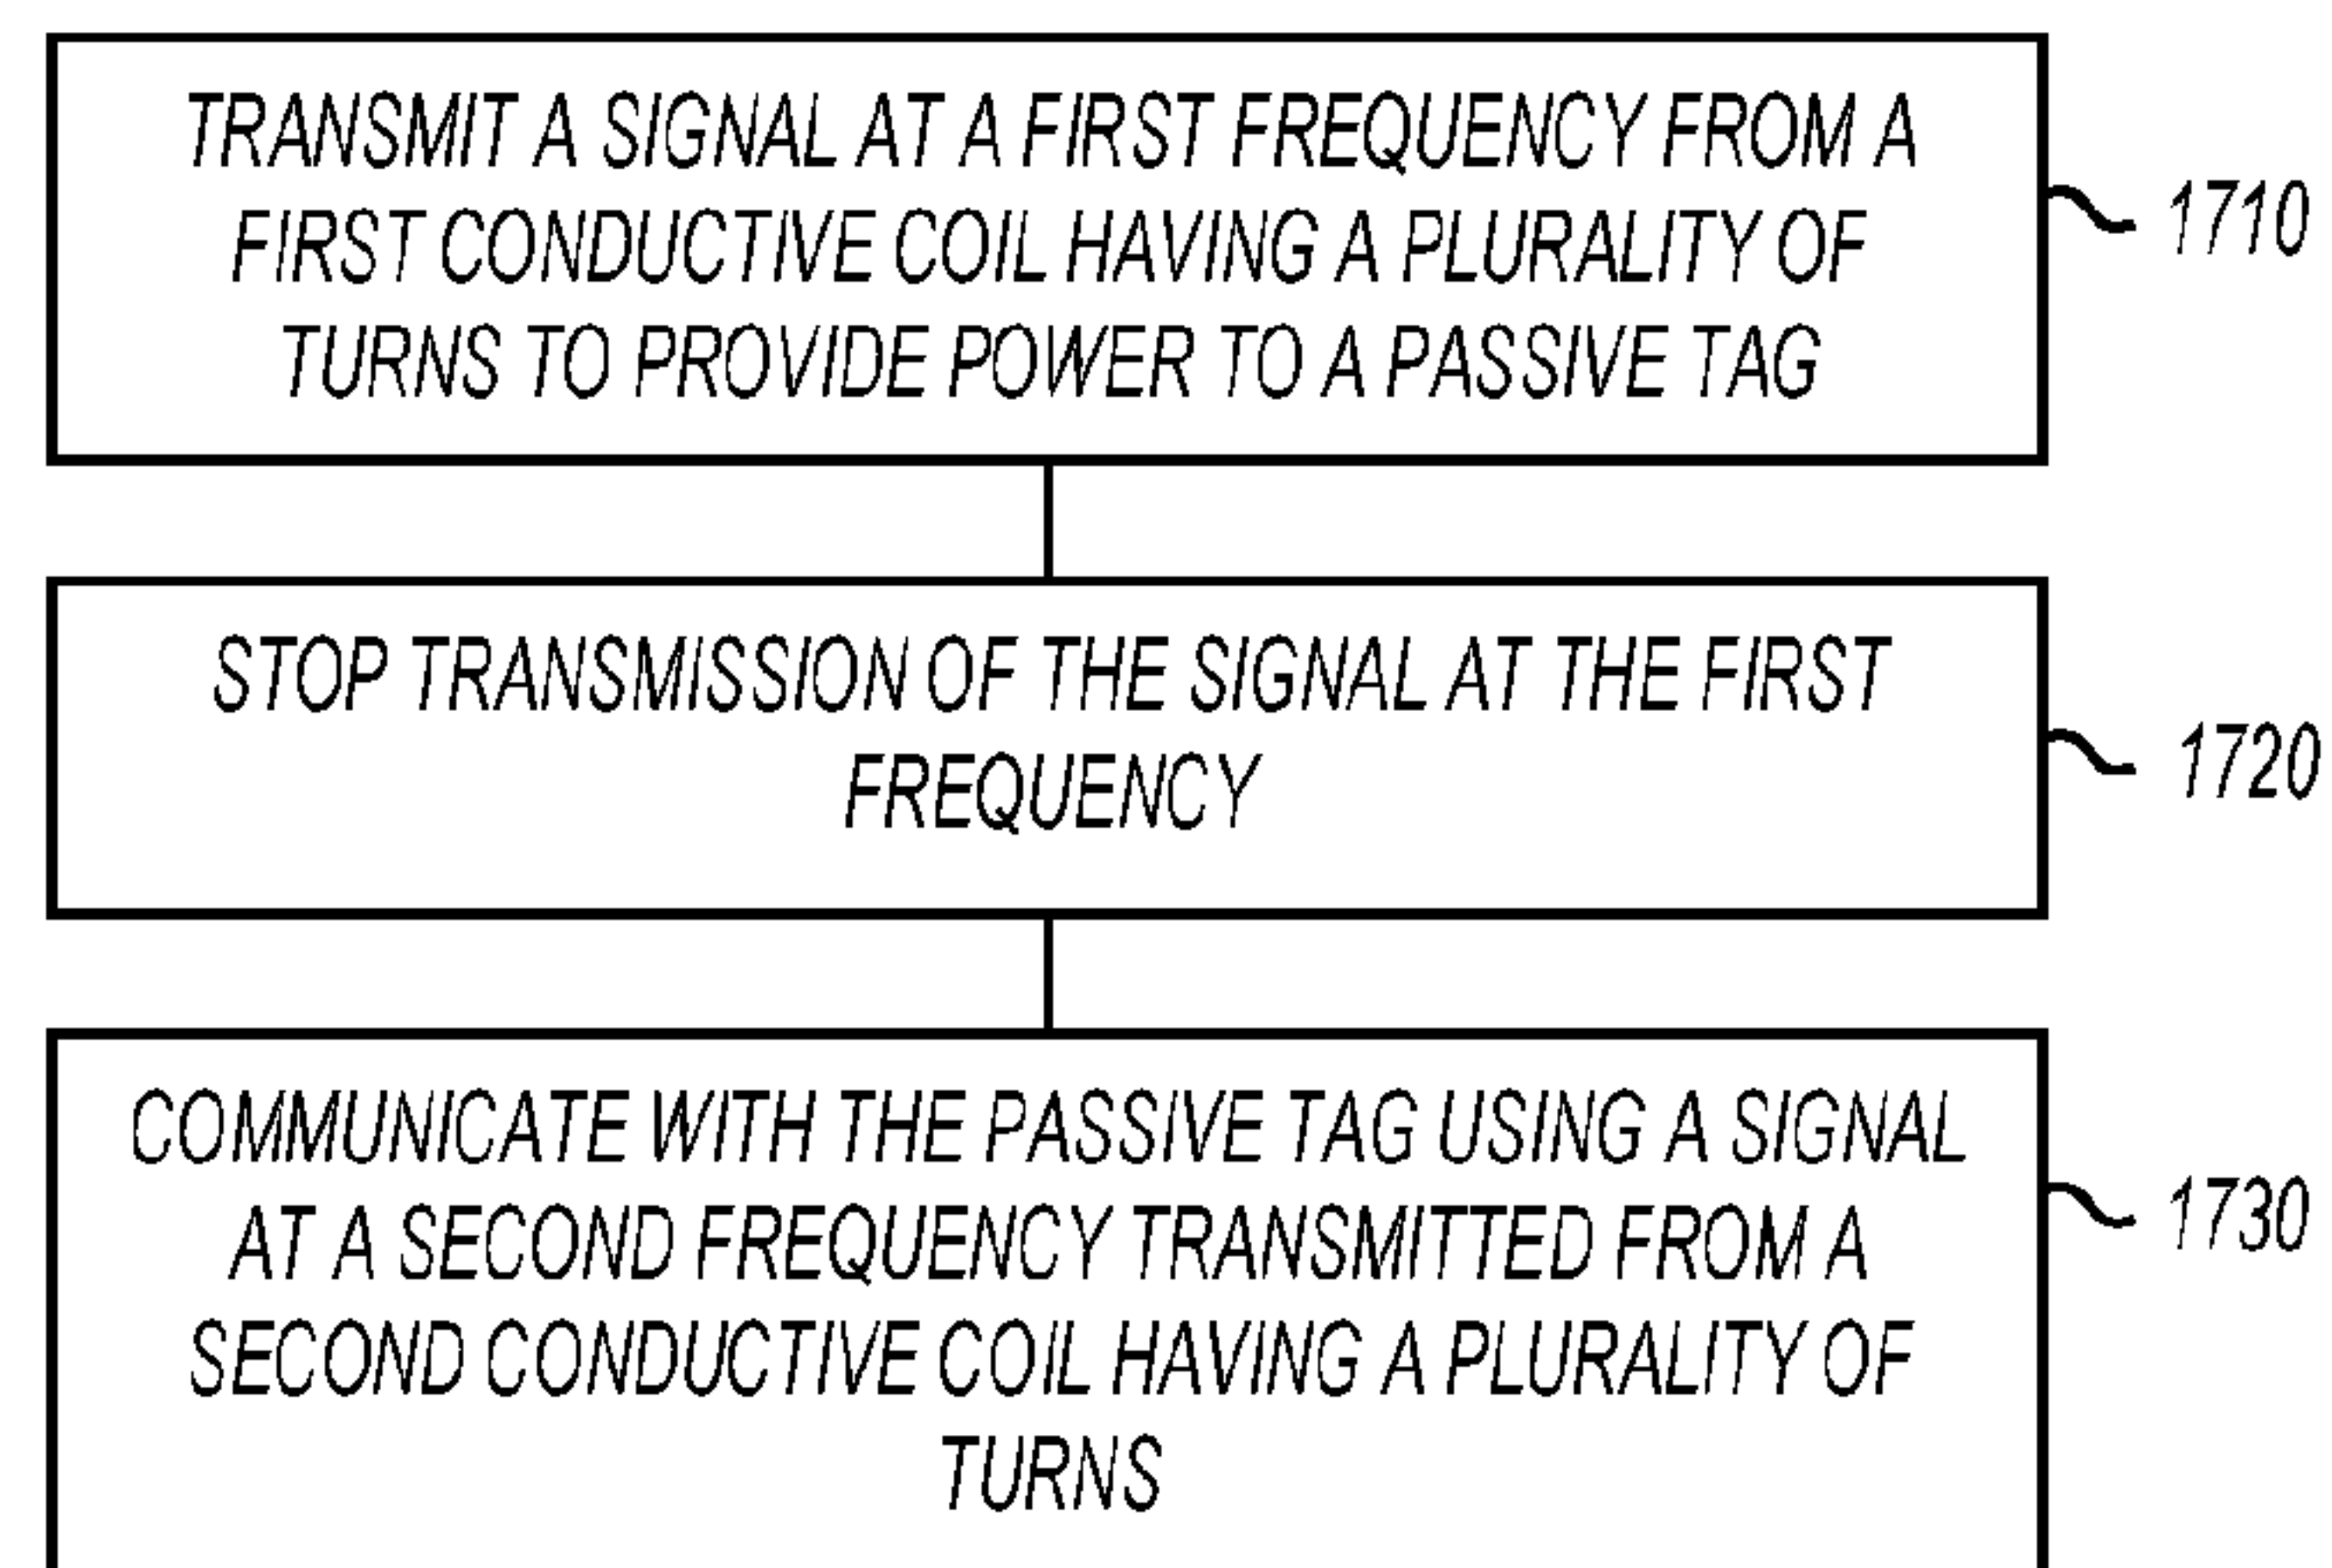 TRANSMIT A SIGNAL AT A FIRST FREQUENCY FROM A
FIRST CONDUCTIVE COIL HAVING A PLURALITY OF
TURNS TO PROVIDE POWER TO A PASSIVE TAG
1710
STOP TRANSMISSION OF THE SIGNAL AT THE FIRST
FREQUENCY
1720
COMMUNICATE WITH THE PASSIVE TAG USING A SIGNAL
AT A SECOND FREQUENCY TRANSMITTED FROM A
SECOND CONDUCTIVE COIL HAVING A PLURALITY OF
TURNS
1730